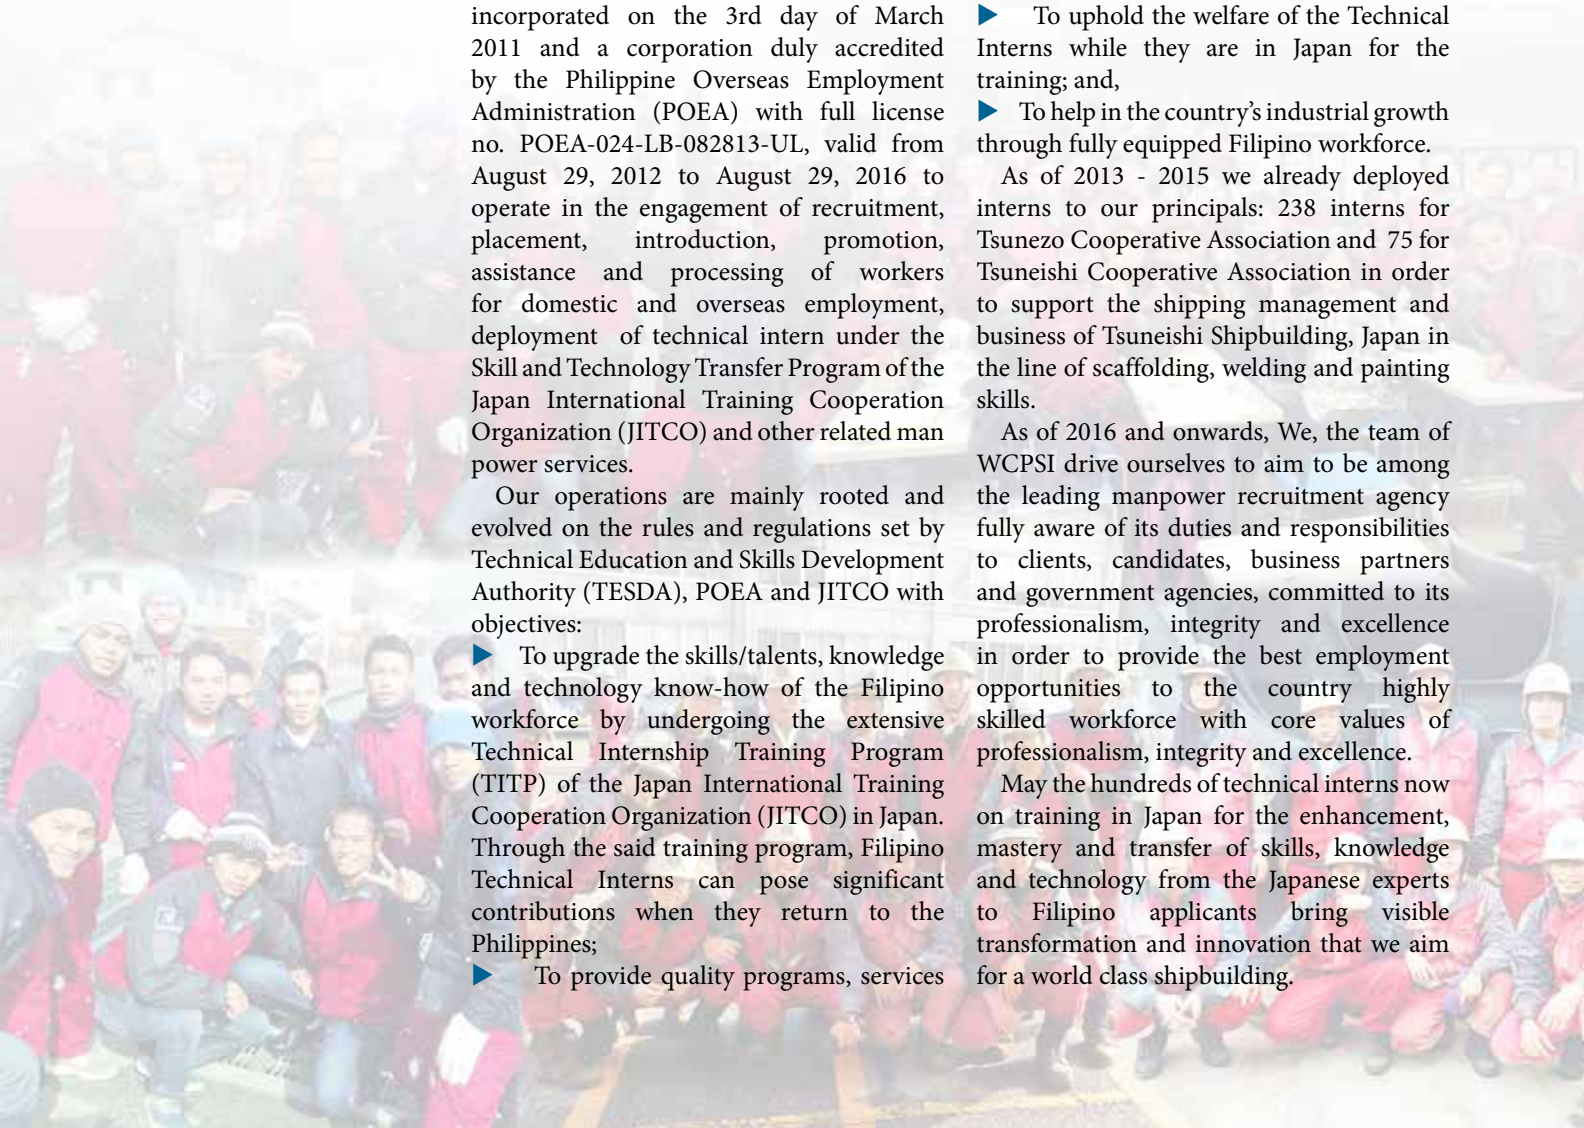 incorporated on the 3rd day of March
2011 and a corporation duly accredited
by the Philippine Overseas Employment
Administration (POEA) with full license
no. POEA-024-LB-082813-UL, valid from
August 29, 2012 to August 29, 2016 to
operate in the engagement of recruitment,
placement, introduction, promotion,
assistance and processing of workers
for domestic and overseas employment,
deployment of technical intern under the
Skill and Technology Transfer Program of the
Japan International Training Cooperation
Organization (JITCO) and other related man
power services.
Our operations are mainly rooted and
evolved on the rules and regulations set by
Technical Education and Skills Development
Authority (TESDA), POEA and JITCO with
objectives:
▶ To upgrade the skills/talents, knowledge
and technology know-how of the Filipino
workforce by undergoing the extensive
Technical Internship Training Program
(TITP) of the Japan International Training
Cooperation Organization (JITCO) in Japan.
Through the said training program, Filipino
Technical Interns can pose significant
contributions when they return to the
Philippines;
▶ To provide quality programs, services
▶ To uphold the welfare of the Technical
Interns while they are in Japan for the
training; and,
▶ To help in the country's industrial growth
through fully equipped Filipino workforce.
As of 2013 - 2015 we already deployed
interns to our principals: 238 interns for
Tsunezo Cooperative Association and 75 for
Tsuneishi Cooperative Association in order
to support the shipping management and
business of Tsuneishi Shipbuilding, Japan in
the line of scaffolding, welding and painting
skills.
As of 2016 and onwards, We, the team of
WCPSI drive ourselves to aim to be among
the leading manpower recruitment agency
fully aware of its duties and responsibilities
to clients, candidates, business partners
and government agencies, committed to its
professionalism, integrity and excellence
in order to provide the best employment
opportunities to the country highly
skilled workforce with core values of
professionalism, integrity and excellence.
May the hundreds of technical interns now
on training in Japan for the enhancement,
mastery and transfer of skills, knowledge
and technology from the Japanese experts
to Filipino applicants bring visible
transformation and innovation that we aim
for a world class shipbuilding.